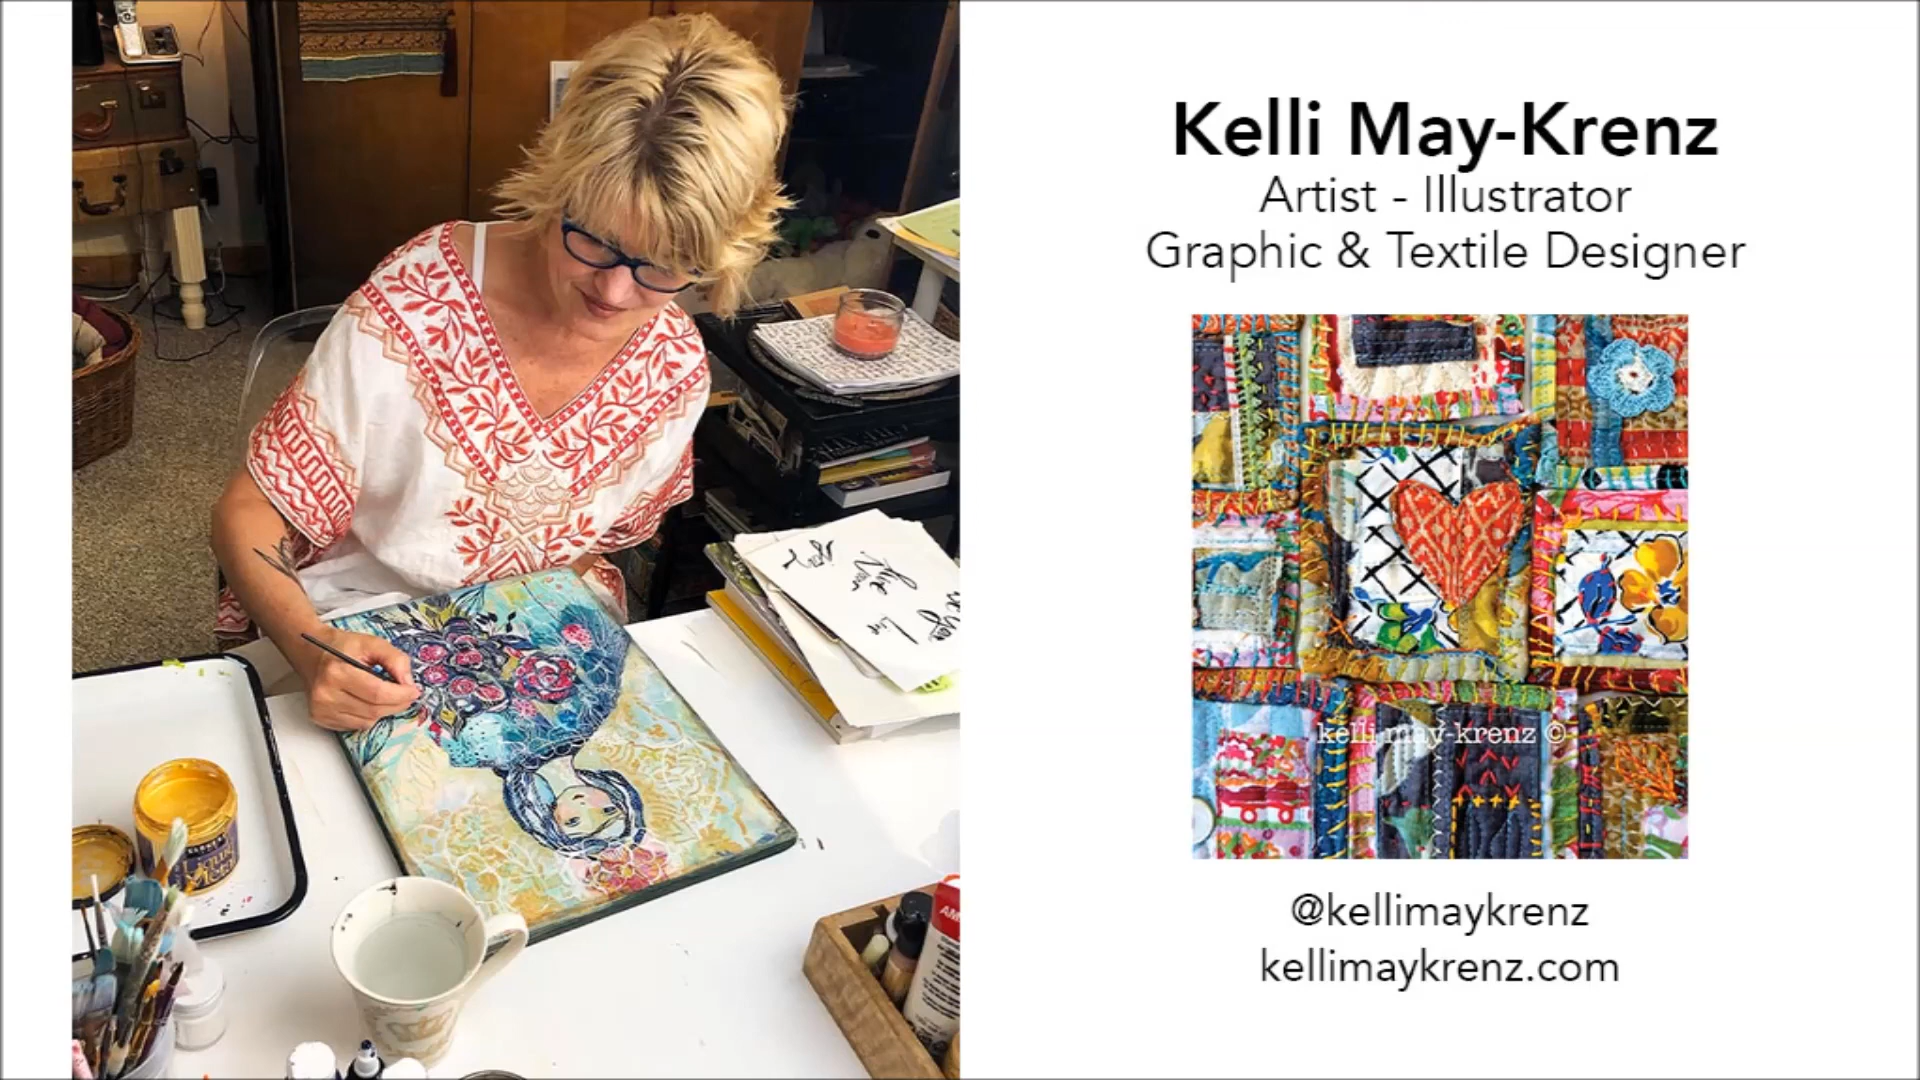 Kelli May-Krenz
Artist - Illustrator
Graphic & Textile Designer
kelli may-krenz ©
@kellimaykrenz
kellimaykrenz.com